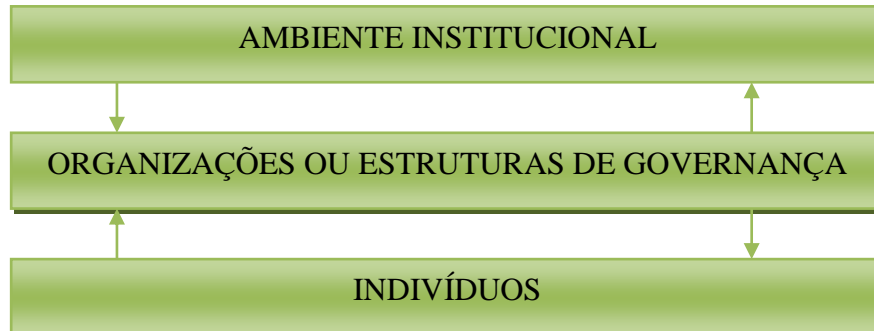 AMBIENTE INSTITUCIONAL
ORGANIZAÇÕES OU ESTRUTURAS DE GOVERNANÇA
INDIVÍDUOS